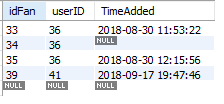 idFan userID TimeAdded
33 36 2018-08-30 11:53:22
34 36 NULL
35 36 2018-08-30 12:15:56
39 41 2018-09-17 19:47:46
NULL NULL NULL